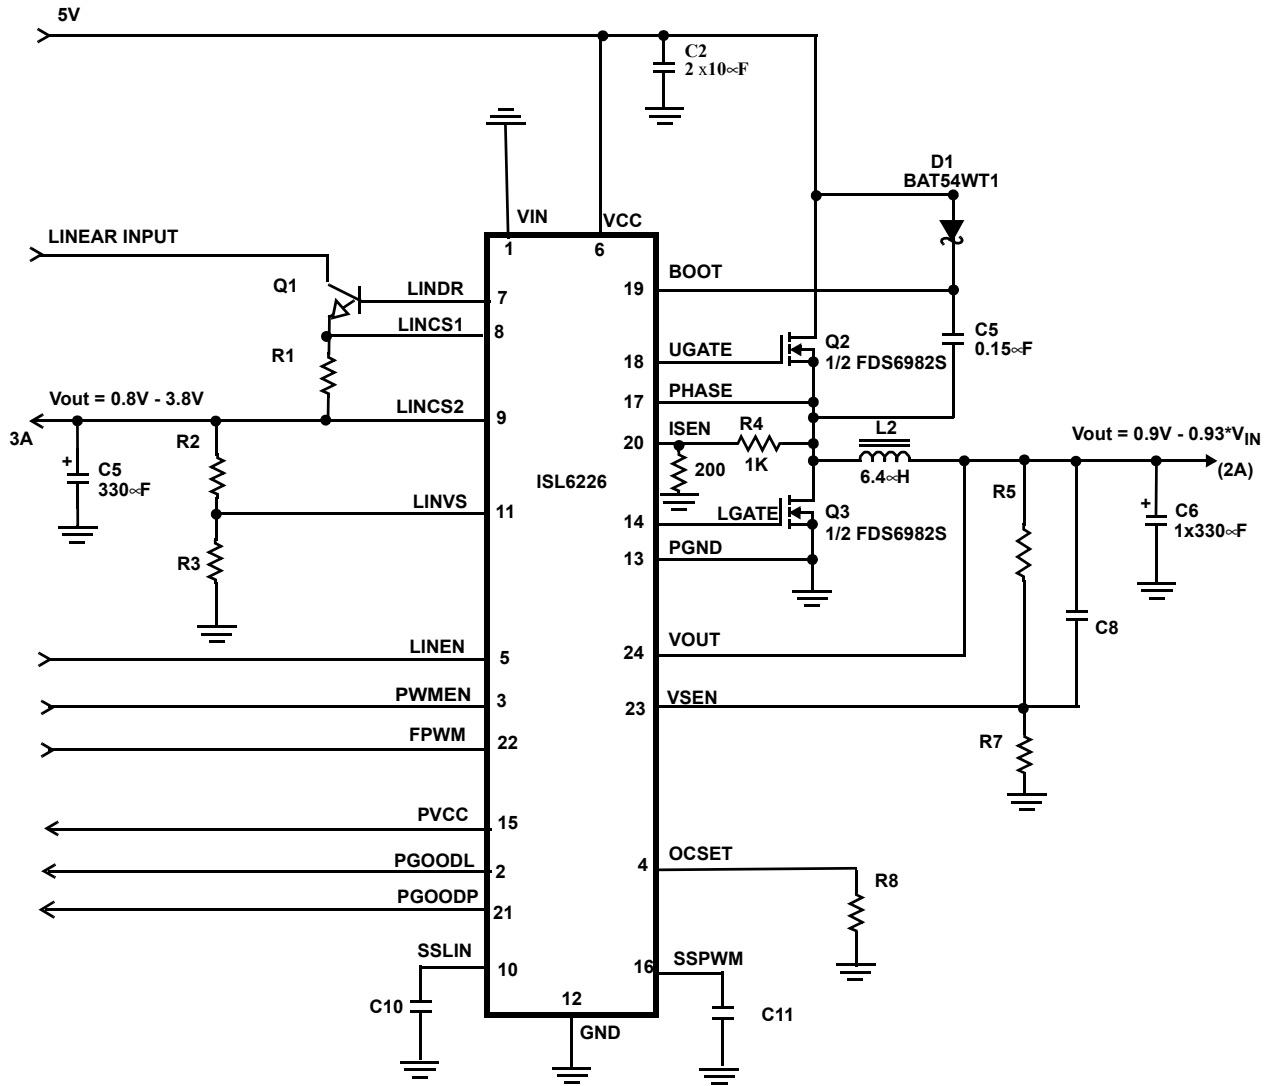 5V
C2
2 x10∝F
D1
BAT54WT1
VIN
VCC
1
6
LINEAR INPUT
Q1
LINDR
7
LINCS1
8
R1
Vout = 0.8V - 3.8V
LINCS2
9
3A
R2
C5
330∝F
LINVS
11
R3
ISL6226
19
BOOT
C5
0.15∝F
18
UGATE
Q2
1/2 FDS6982S
17
PHASE
20
ISEN
R4
1K
200
L2
6.4∝H
Vout = 0.9V - 0.93*VIN
(2A)
R5
14
LGATE
Q3
1/2 FDS6982S
C6
1x330∝F
+
+
13
PGND
C8
24
VOUT
23
VSEN
R7
LINEN
5
PWMEN
3
FPWM
22
PVCC
15
PGOODL
2
PGOODP
21
4
OCSET
R8
SSLIN
10
C10
16
SSPWM
C11
12
GND